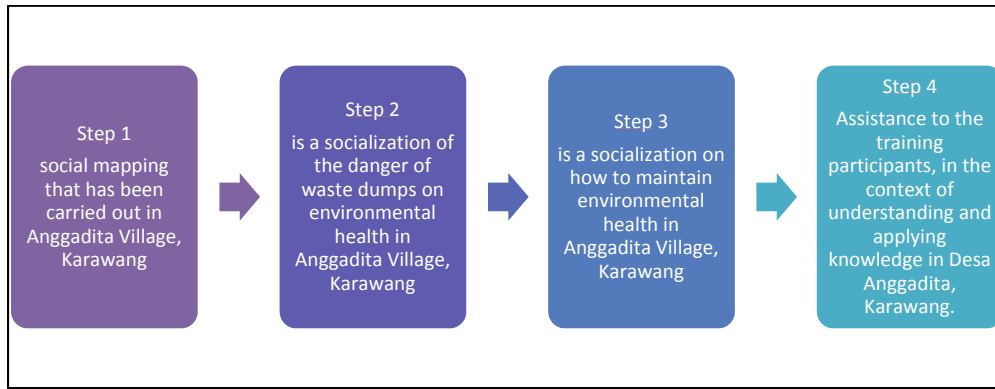 Step 1
social mapping
that has been
carried out in
Anggadita Village,
Karawang
Step 2
is a socialization of
the danger of
waste dumps on
environmental
health in
Anggadita Village,
Karawang
Step 3
is a socialization on
how to maintain
environmental
health in
Anggadita Village,
Karawang
Step 4
Assistance to the
training
participants, in the
context of
understanding and
applying
knowledge in Desa
Anggadita,
Karawang.